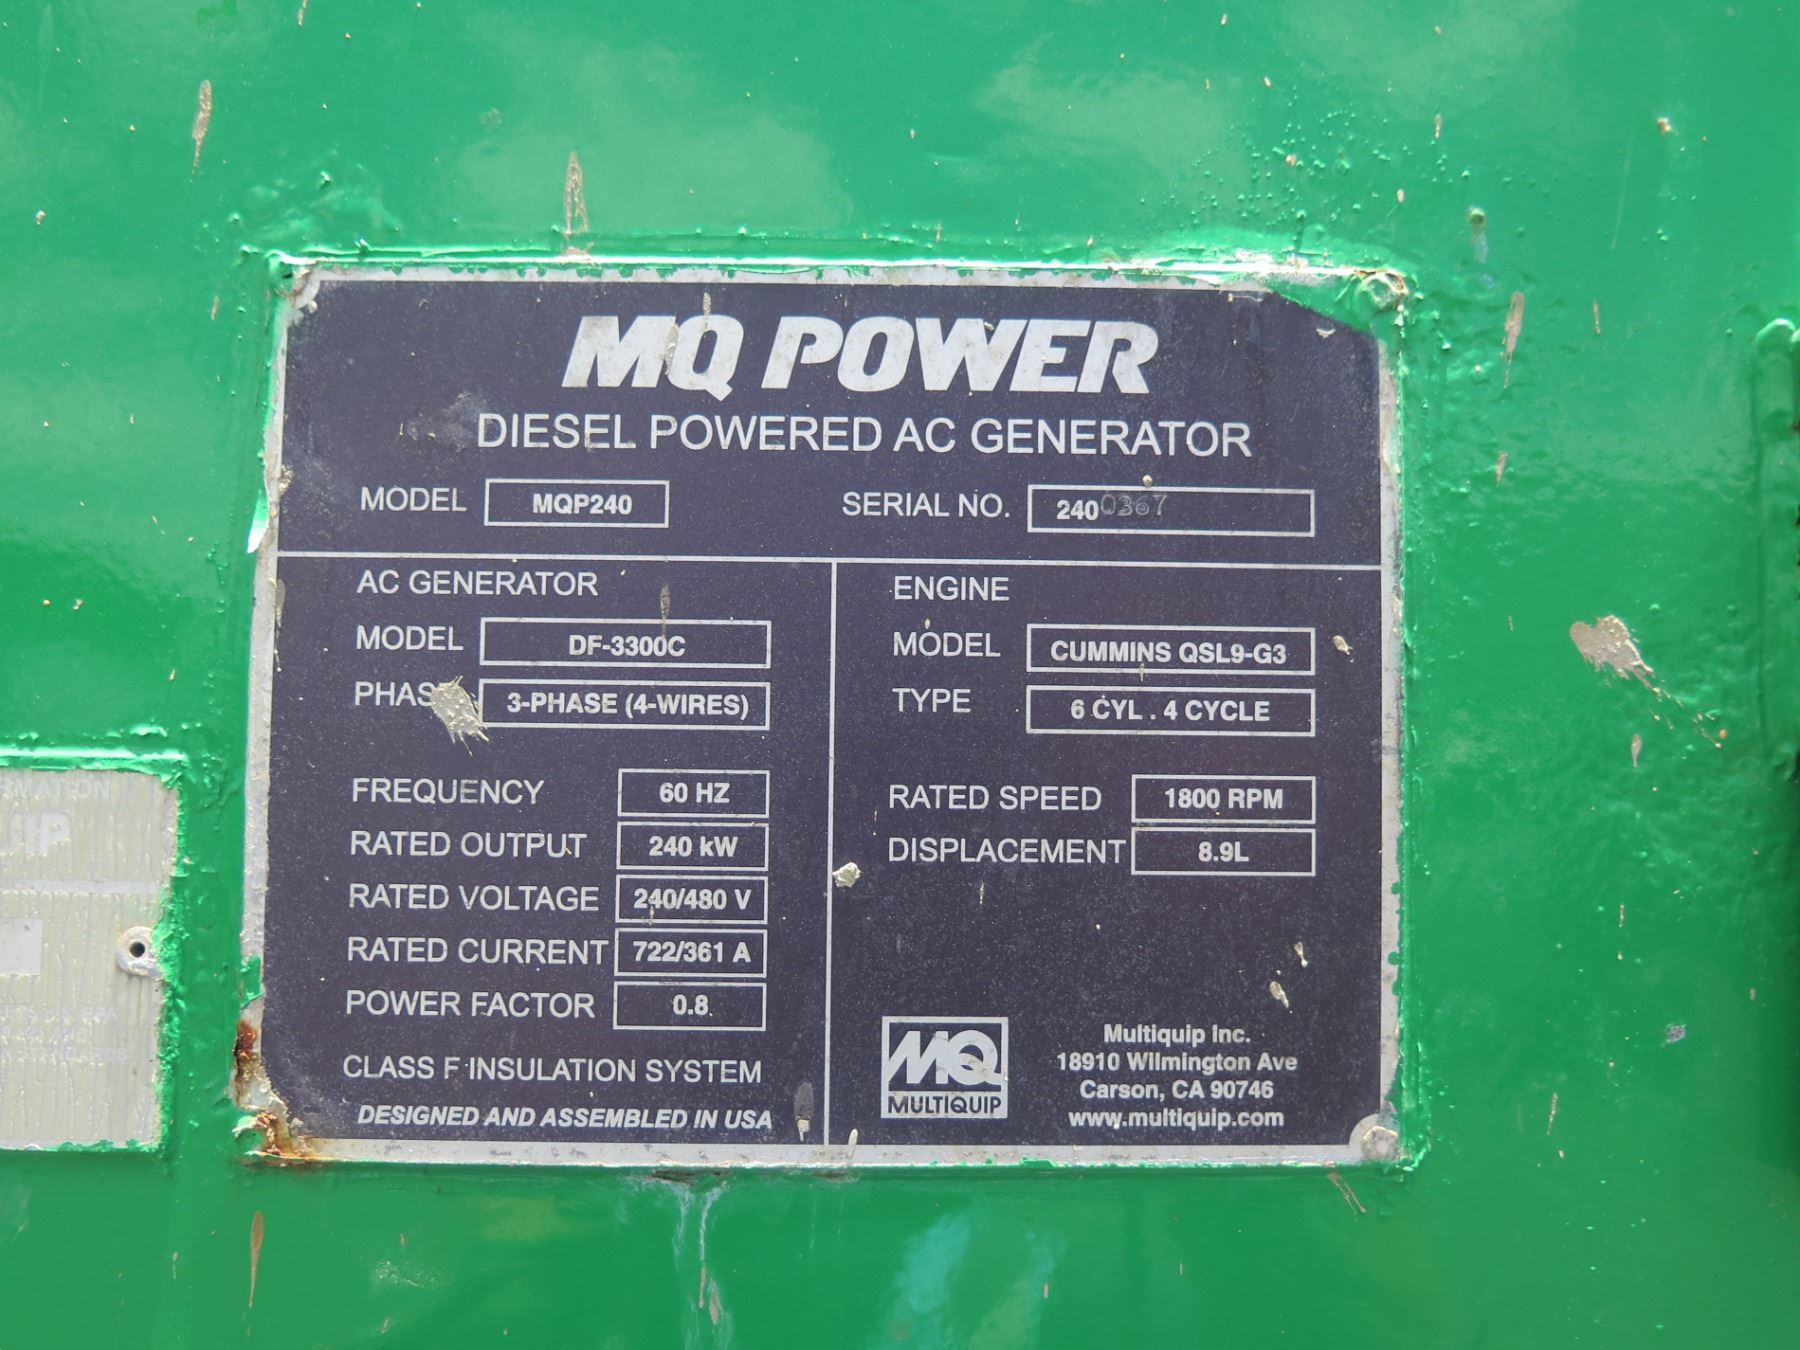 MQ POWER
DIESEL POWERED AC GENERATOR
MODEL MQP240 SERIAL NO. 2400367
AC GENERATOR
MODEL DF-3300C
PHAS 3-PHASE (4-WIRES)
FREQUENCY 60 HZ
RATED OUTPUT 240 kW
RATED VOLTAGE 240/480 V
RATED CURRENT 722/361 A
POWER FACTOR 0.8
CLASS F INSULATION SYSTEM
DESIGNED AND ASSEMBLED IN USA
ENGINE
MODEL CUMMINS QSL9-G3
TYPE 6 CYL . 4 CYCLE
RATED SPEED 1800 RPM
DISPLACEMENT 8.9L
MQ
MULTIQUIP
Multiquip Inc.
18910 Wilmington Ave
Carson, CA 90746
www.multiquip.com
RMATION
UIP